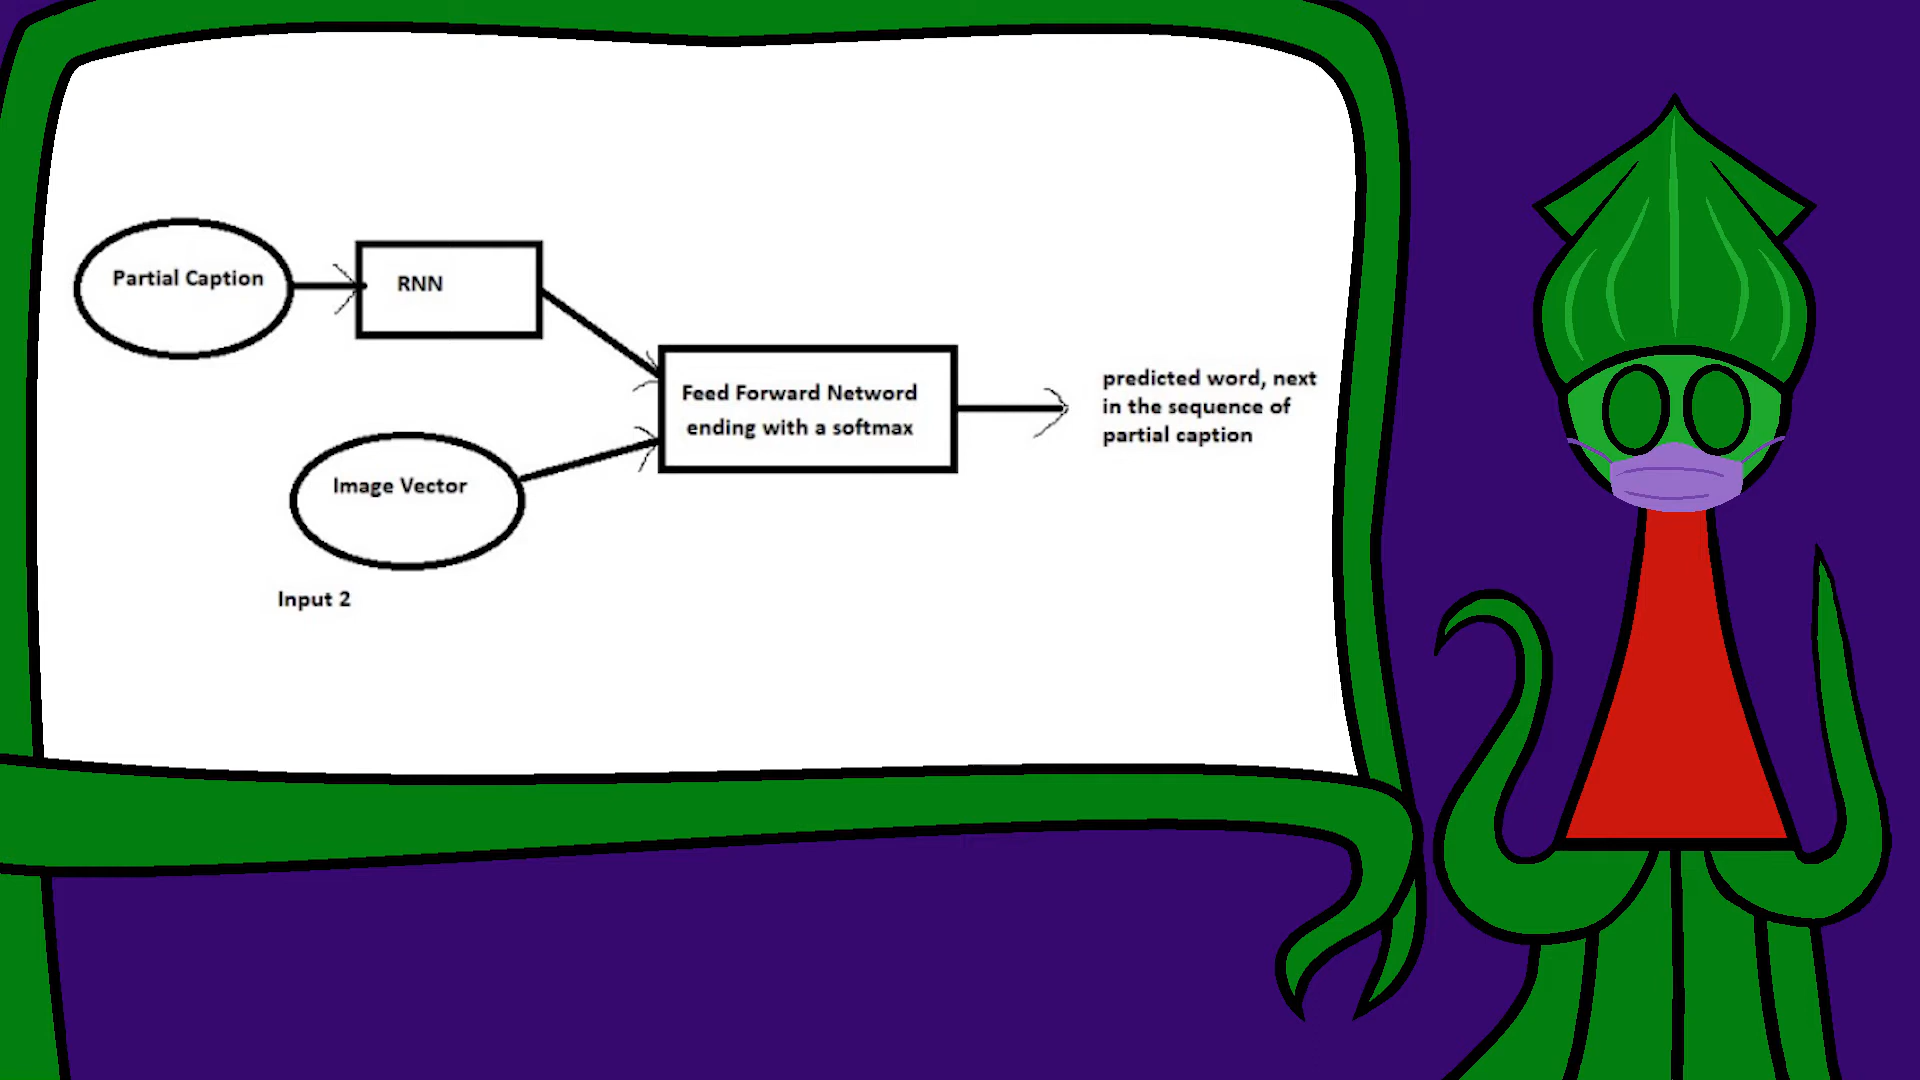 Partial Caption
RNN
Feed Forward Netword
ending with a softmax
predicted word, next
in the sequence of
partial caption
Image Vector
Input 2